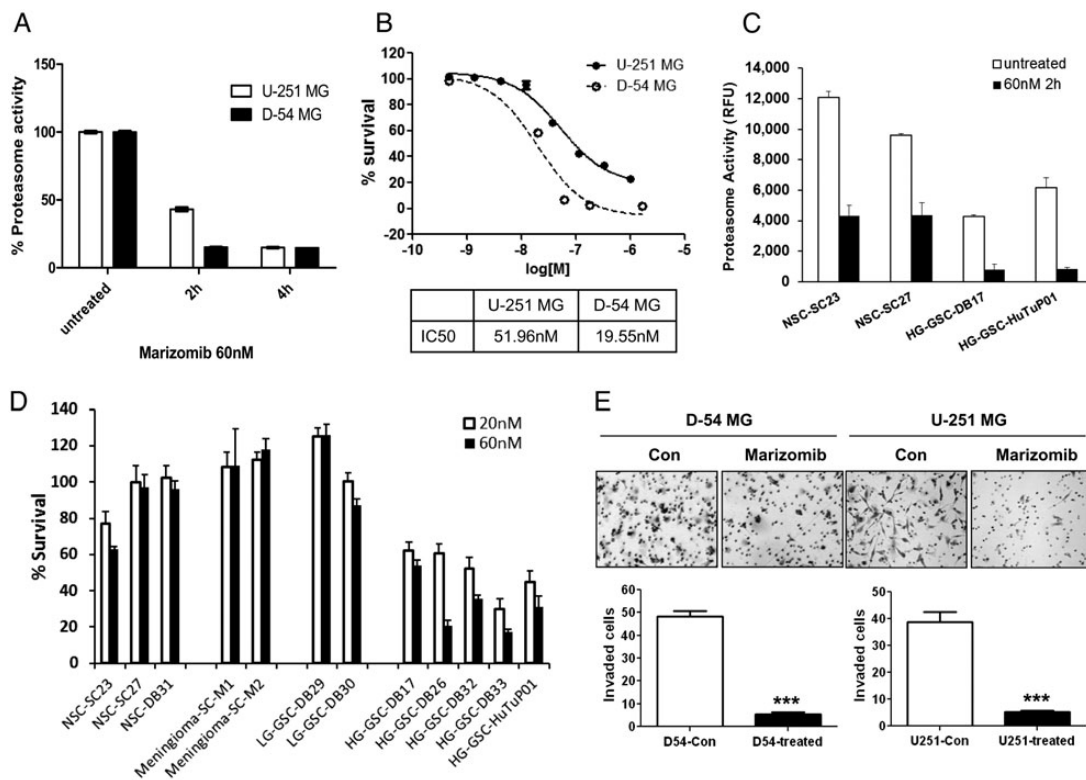 A
% Proteasome activity
150
100
50
0
U-251 MG
D-54 MG
untreated
2h
4h
Marizomib 60nM
B
% survival
120
100
80
60
40
20
0
-20
U-251 MG
D-54 MG
-10
-9
-8
-7
-6
-5
log[M]
U-251 MG D-54 MG
IC50 51.96nM 19.55nM
C
Proteasome Activity (RFU)
14,000
12,000
10,000
8,000
6,000
4,000
2,000
0
untreated
60nM 2h
NSC-SC23
NSC-SC27
HG-GSC-DB17
HG-GSC-HuTuP01
D
% Survival
140
120
100
80
60
40
20
0
20nM
60nM
NSC-SC23
NSC-SC27
NSC-DB31
Meningioma-SC-M1
Meningioma-SC-M2
LG-GSC-DB29
LG-GSC-DB30
HG-GSC-DB17
HG-GSC-DB26
HG-GSC-DB32
HG-GSC-DB33
HG-GSC-HuTuP01
E
D-54 MG U-251 MG
Con Marizomib Con Marizomib
Invaded cells
60
50
40
30
20
10
0
***
D54-Con D54-treated
Invaded cells
50
40
30
20
10
0
***
U251-Con U251-treated